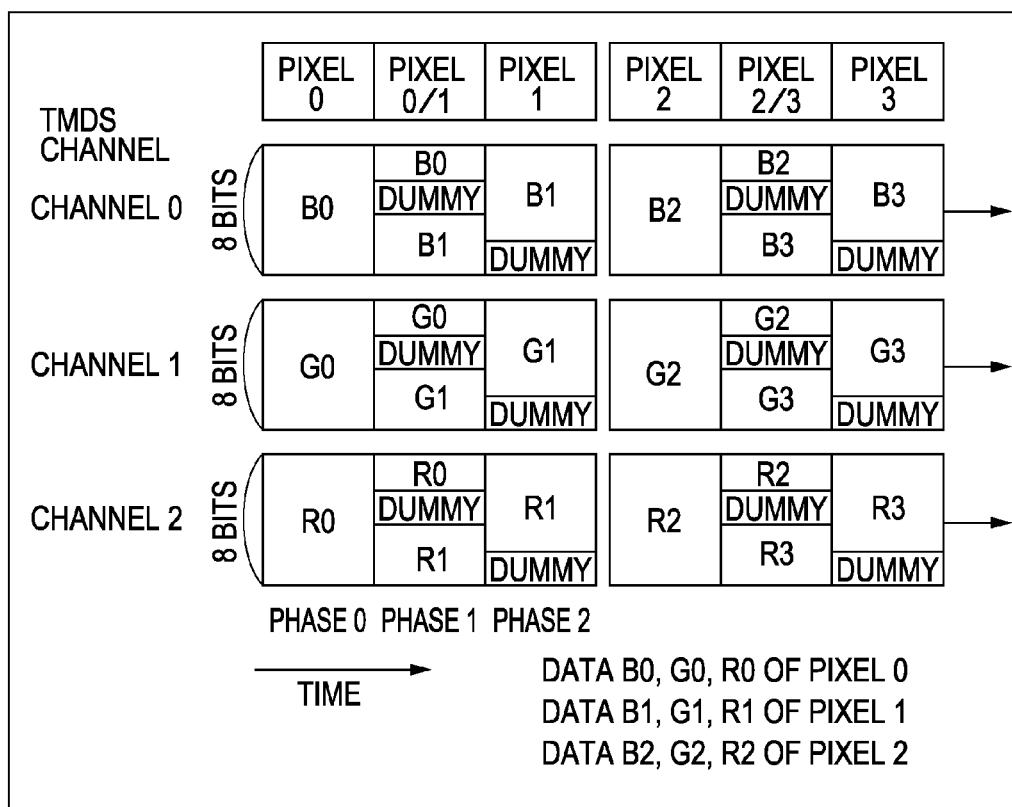 PIXEL 0 PIXEL 0/1 PIXEL 1 PIXEL 2 PIXEL 2/3 PIXEL 3
TMDS
CHANNEL
CHANNEL 0
8 BITS
B0
B0
DUMMY
B1
B1
DUMMY
B2
B2
DUMMY
B3
B3
DUMMY
CHANNEL 1
8 BITS
G0
G0
DUMMY
G1
G1
DUMMY
G2
G2
DUMMY
G3
G3
DUMMY
CHANNEL 2
8 BITS
R0
R0
DUMMY
R1
R1
DUMMY
R2
R2
DUMMY
R3
R3
DUMMY
PHASE 0 PHASE 1 PHASE 2
TIME
DATA B0, G0, R0 OF PIXEL 0
DATA B1, G1, R1 OF PIXEL 1
DATA B2, G2, R2 OF PIXEL 2